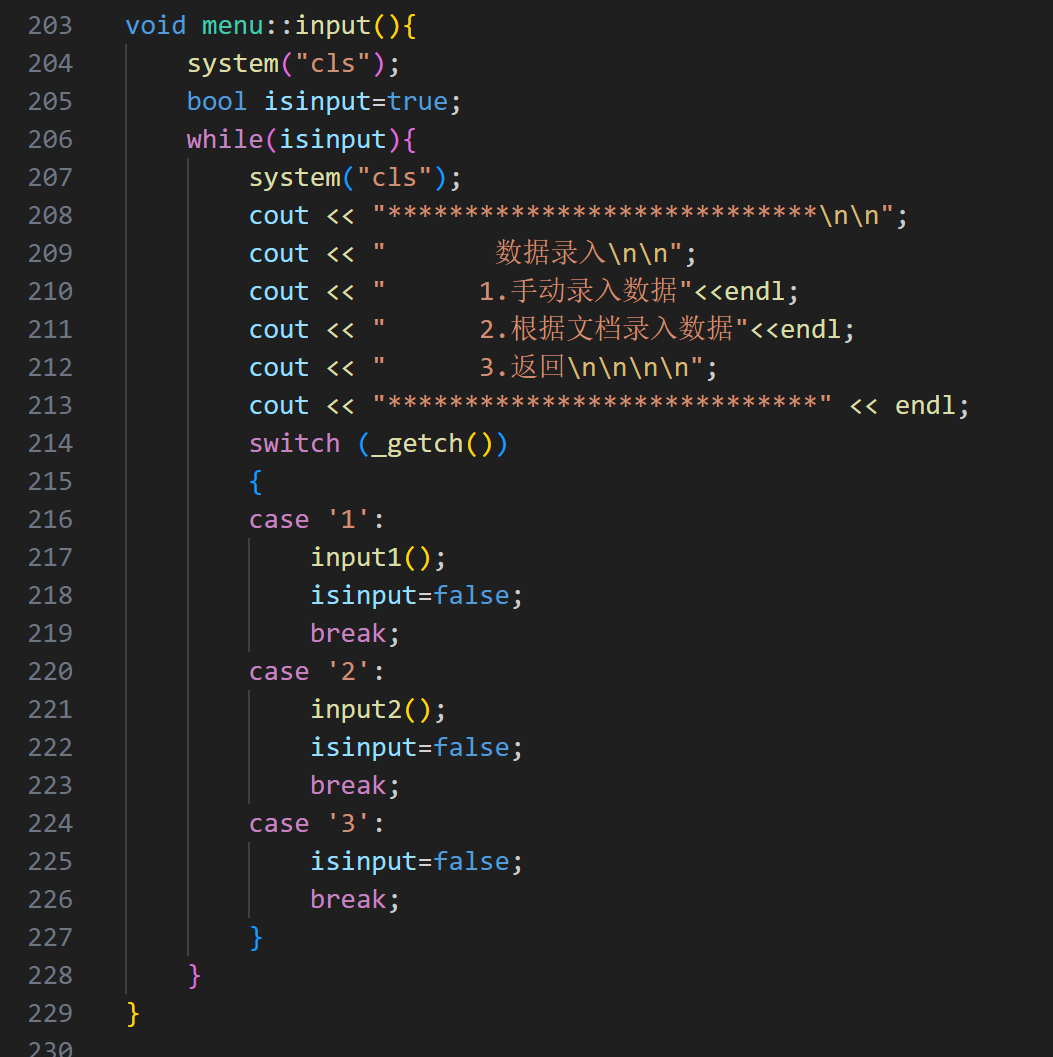 203 void menu::input(){
204 system("cls");
205 bool isinput=true;
206 while(isinput){
207 system("cls");
208 cout << "****************************\n\n";
209 cout << "       数据录入\n\n";
210 cout << "      1.手动录入数据"<<endl;
211 cout << "      2.根据文档录入数据"<<endl;
212 cout << "      3.返回\n\n\n\n";
213 cout << "****************************" << endl;
214 switch (_getch())
215 {
216 case '1':
217 input1();
218 isinput=false;
219 break;
220 case '2':
221 input2();
222 isinput=false;
223 break;
224 case '3':
225 isinput=false;
226 break;
227 }
228 }
229 }
230